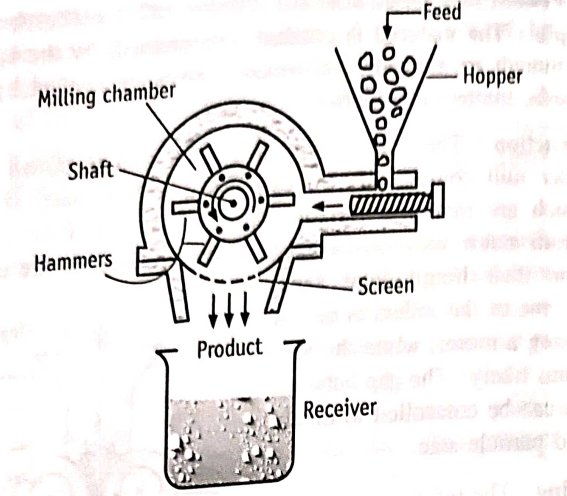 Feed
Hopper
Milling chamber
Shaft
Hammers
Screen
Product
Receiver